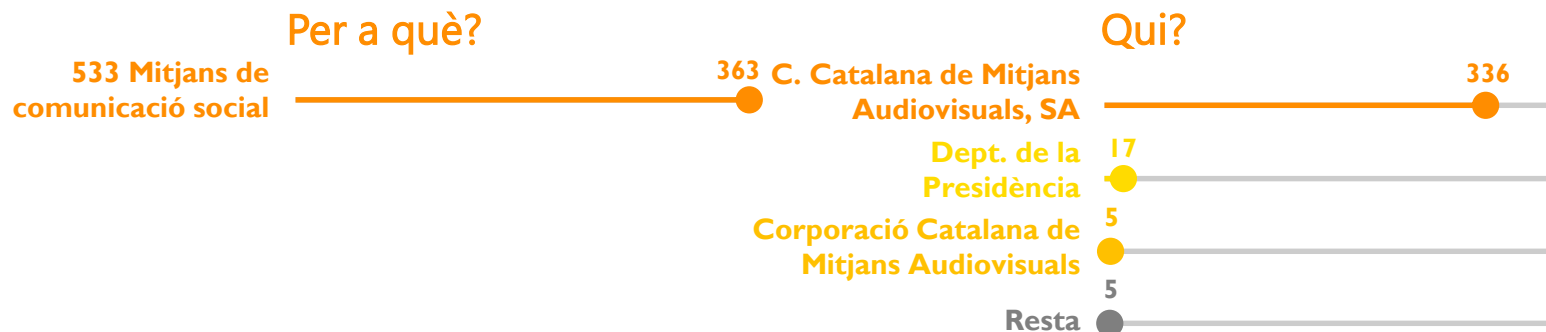 Per a què?
533 Mitjans de
comunicació social
363
Qui?
C. Catalana de Mitjans
Audiovisuals, SA
336
Dept. de la
Presidència
17
Corporació Catalana de
Mitjans Audiovisuals
5
Resta
5